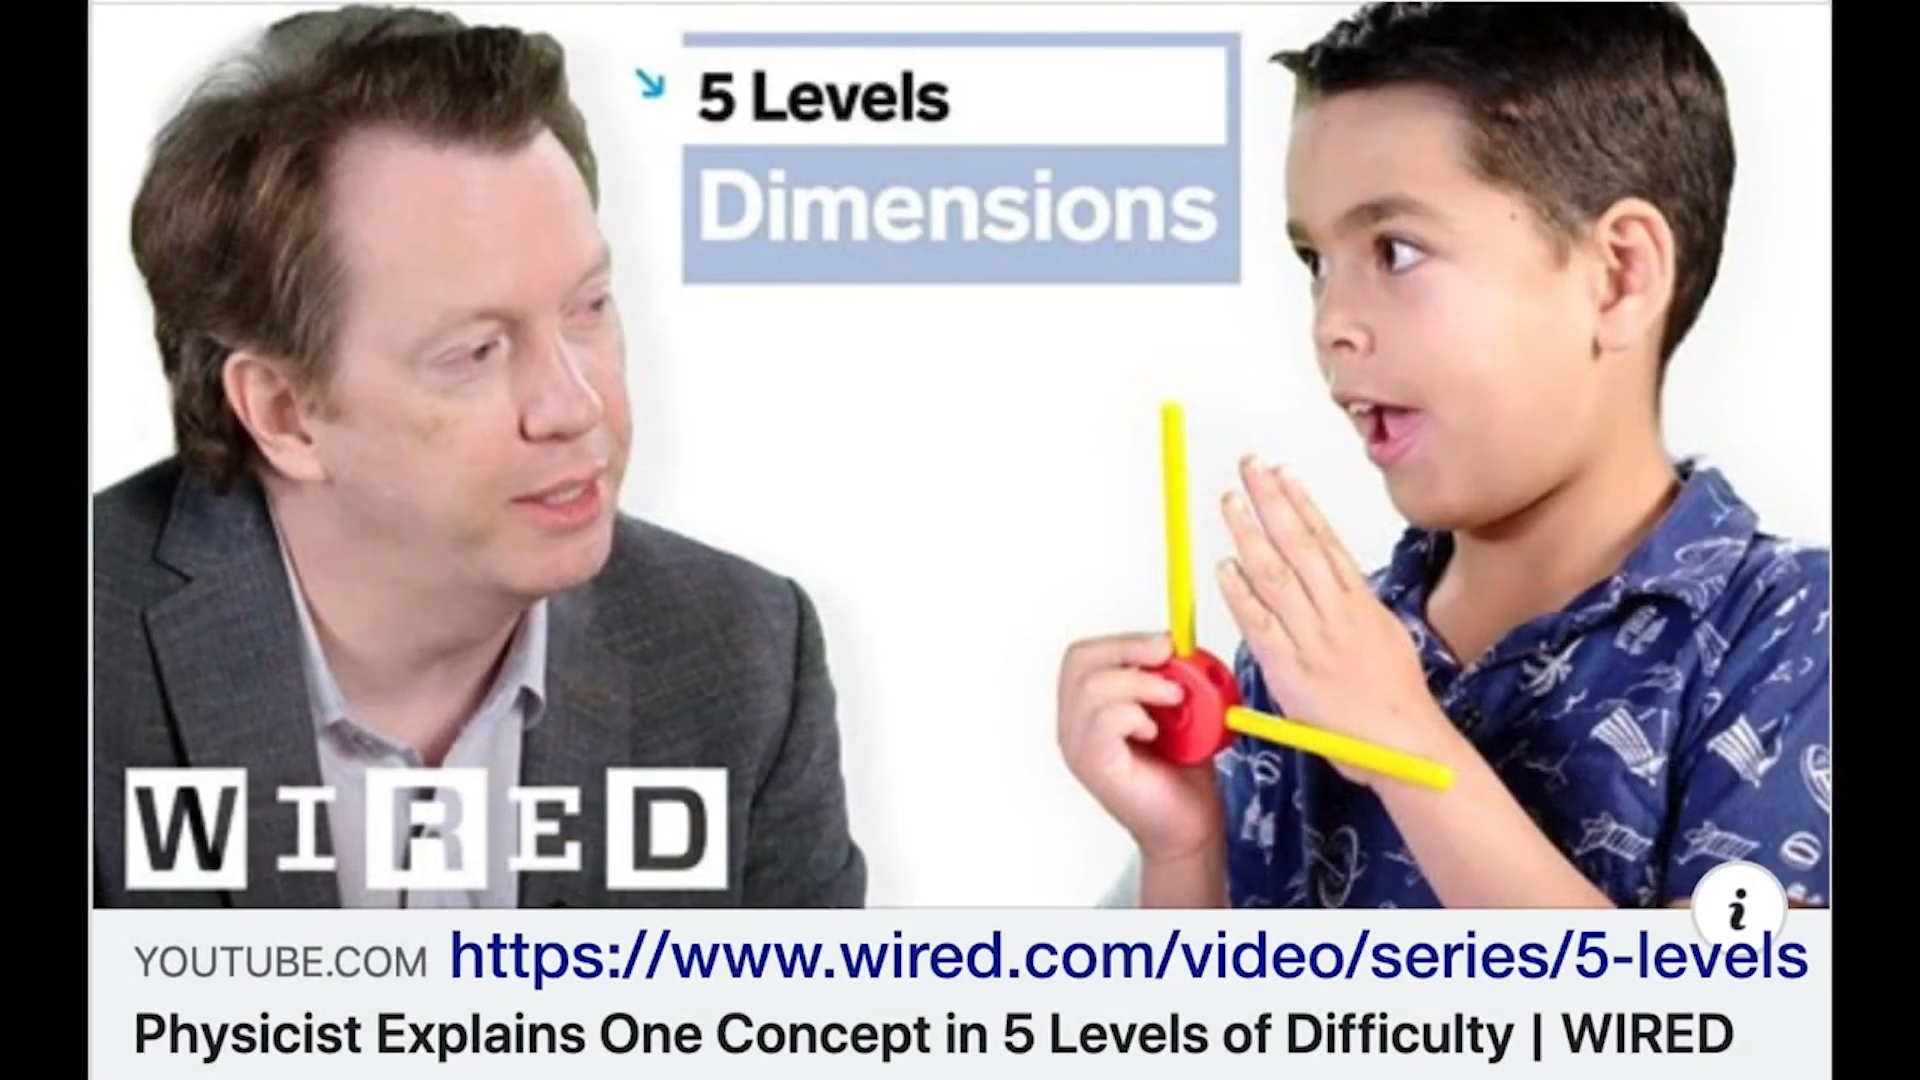 5 Levels
Dimensions
WIRED
i
YOUTUBE.COM https://www.wired.com/video/series/5-levels
Physicist Explains One Concept in 5 Levels of Difficulty | WIRED